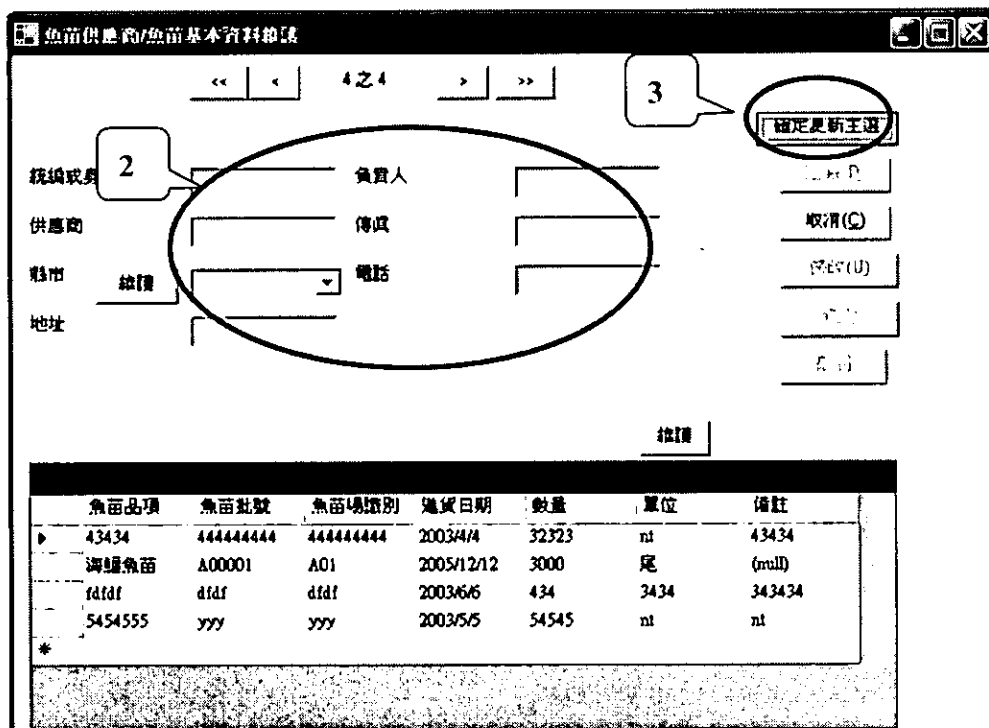 魚苗供應商/魚苗基本資料維護
<< < 4之4 > >>
3
確定更新主選
2
統編或身 負責人
供應商 傳真
取消(C)
縣市 維護 電話
(U)
地址
維護
魚苗品項 魚苗批號 魚苗場識別 進貨日期 數量 單位 備註
43434 444444444 444444444 2003/4/4 32323 nt 43434
海鱺魚苗 A00001 A01 2005/12/12 3000 尾 (null)
fdfdf dfdf dfdf 2003/6/6 434 3434 343434
5454555 yyy yyy 2003/5/5 54545 nt nt
*